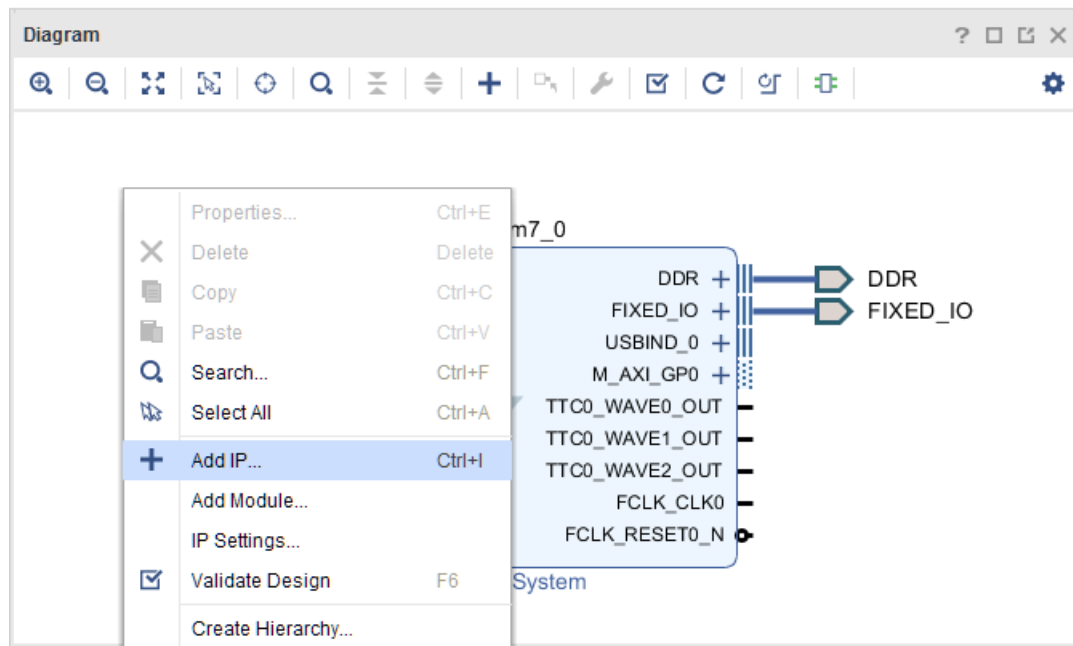 Diagram
Properties... Ctrl+E
Delete Delete
Copy Ctrl+C
Paste Ctrl+V
Search... Ctrl+F
Select All Ctrl+A
Add IP... Ctrl+I
Add Module...
IP Settings...
Validate Design F6
Create Hierarchy...
m7_0
DDR
FIXED_IO
USBIND_0
M_AXI_GP0
TTC0_WAVE0_OUT
TTC0_WAVE1_OUT
TTC0_WAVE2_OUT
FCLK_CLK0
FCLK_RESET0_N
System
DDR
FIXED_IO